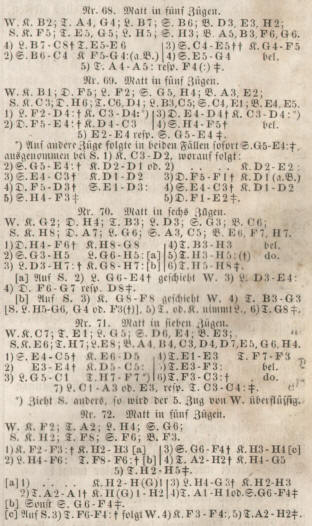 Nr. 68. Matt in fünf Zügen.
W. K. B2; T. A4, G4; L. B7; S. B6; B. D3, E3, H2;
S. K. F5; T. E5, G5; L. H5; S. H3; B. A5, B3, F6, G6.
1) L. B7-C8† T. E5-E6 |3) S. C4-E5†† K. G4-F5
2) S. B6-C4 K F5-G4:(a.B.) |4) S. E5-G4 bel.
5) T. A4-A5: resp. F4(:) ‡.
Nr. 69. Matt in fünf Zügen.
W. K. B1; D. F5; L. F2; S. G5, H4; B. A3, E2;
S. K. C3; D. H6; T. C6, D4; L. B3, C5; S. C4, E1, B. E4, E5.
1) L. F2-D4:† K. C3-D4:*) |3) D. E4-D4† K. C3-D4:*)
2) D. F5-E4:† K. D4-C3 |4) S. H4-F5† bel.
5) E2-E4 resp. S. G5-E4 ‡.
*) Auf andere Züge folgte in beiden Fällen sofort S. G5-E4:‡.
ausgenommen bei S. 1) K. C3-D2, worauf folgt:
2) S. G5-E4:† K. D2-D1 od. 2) . . K. D2-E2:
3) S. E4-C3† K. D1-D2 3) D. F5-F1† K. D1 (a.B.)
4) D. F5-D3† S. E1-D3: 4) S. E4-C3† K. D1-D2
5) S. H4-F3 ‡ 5) D. F1-E2 ‡.
Nr. 70. Matt in sechs Zügen.
W. K. G2; D. H4; T. B3; L. D3; S. G3; B. C6;
S. K. H8; D. A7; L. G6; S. A3, C5; B. E6, F7, H7.
1) D. H4-F6† K. H8-G8 |4) T. B3-H3 bel.
2) S. G3-H5 L. G6-H5: [a] |5) T. H3-H5: (†) do.
3) L. D3-H7:† K. G8-H7: [b] |6) T. H5-H8 ‡.
[a] Auf S. 2) L. G6-E4† geschieht W. 3) L. D3-E4:
4) D. F6-G7 resp. D8 ‡.
[b] Auf S. 3) K. G8-F8 geschieht W. 4) T. B3-G3
[S. L. H5-G6, G4 od. F3(†)], 5) T. od. K. nimmt L., 6) T. G8 ‡.
Nr. 71. Matt in sieben Zügen.
W. K. C7; T. E1; L. G5; S. D6, E4; B. E3;
S. K. E6; T. H7; L. E8; B. A4, B4, C3, D4, D7, E5, G6, H4.
1) S. E4-C5† K. E6-D5 |4) T. E1-E3 T. F7-F3
2) E3-E4† K. D5-C5: |5) T. E3-F3: bel.
3) L. G5-C1 T. H7-F7*) |6) T. F3-C3:† do.
7) L. C1-A3 od. E3, resp. T. C3-C4: ‡.
*) Zieht S. anders, so wird der 5. Zug von W. überflüssig.
Nr. 72. Matt in fünf Zügen.
W. K. F2; T. A2; L. H4; S. G6;
S. K. H2; T. F8; S. F6; B. F3.
1) K. F2-F3:† K. H2-H3 [a] |3) S. G6-F4† K. H3-H4 [c]
2) L. H4-F6: T. F8-F6:† [b] |4) T. A2-H2† K. H4-G5
5) T. H2-H5 ‡.
[a] 1) . . . K. H2-H(G)1 |3) L. H4-G3† K. H2-H3
2) T. A2-A1† K. H(G)1-H2 |4) T. A1-H1 od. S. G6-F4 ‡
[b] Sonst S. G6-F4 ‡.
[c] Auf S. 3) T. F6-F4:† folgt W. 4) K. F3-F4:, 5) T. A2-H2 ‡.